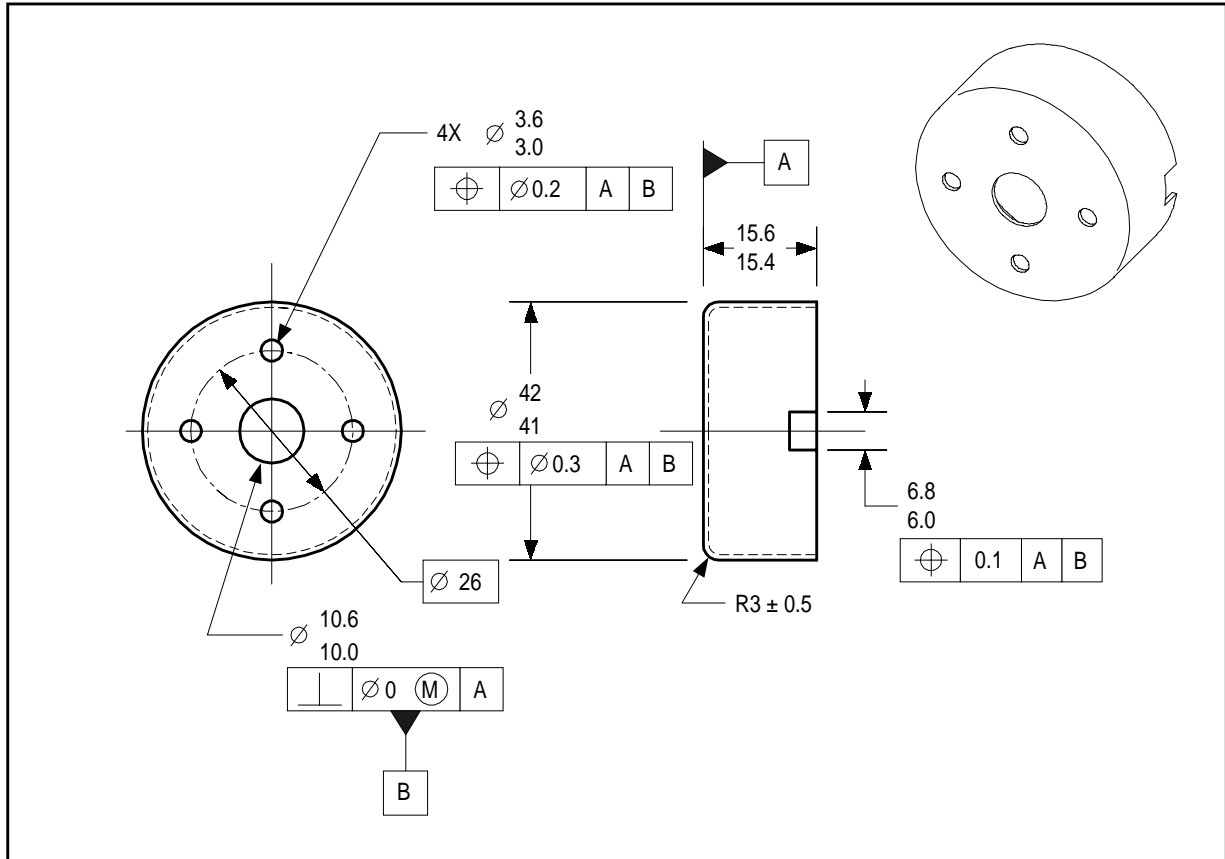 4X ⌀ 3.6
3.0
⌖ ⌀0.2 A B
A
15.6
15.4
⌀ 42
41
⌖ ⌀0.3 A B
6.8
6.0
⌖ 0.1 A B
⌀ 26
R3 ± 0.5
⌀ 10.6
10.0
⊥ ⌀0 Ⓜ A
B